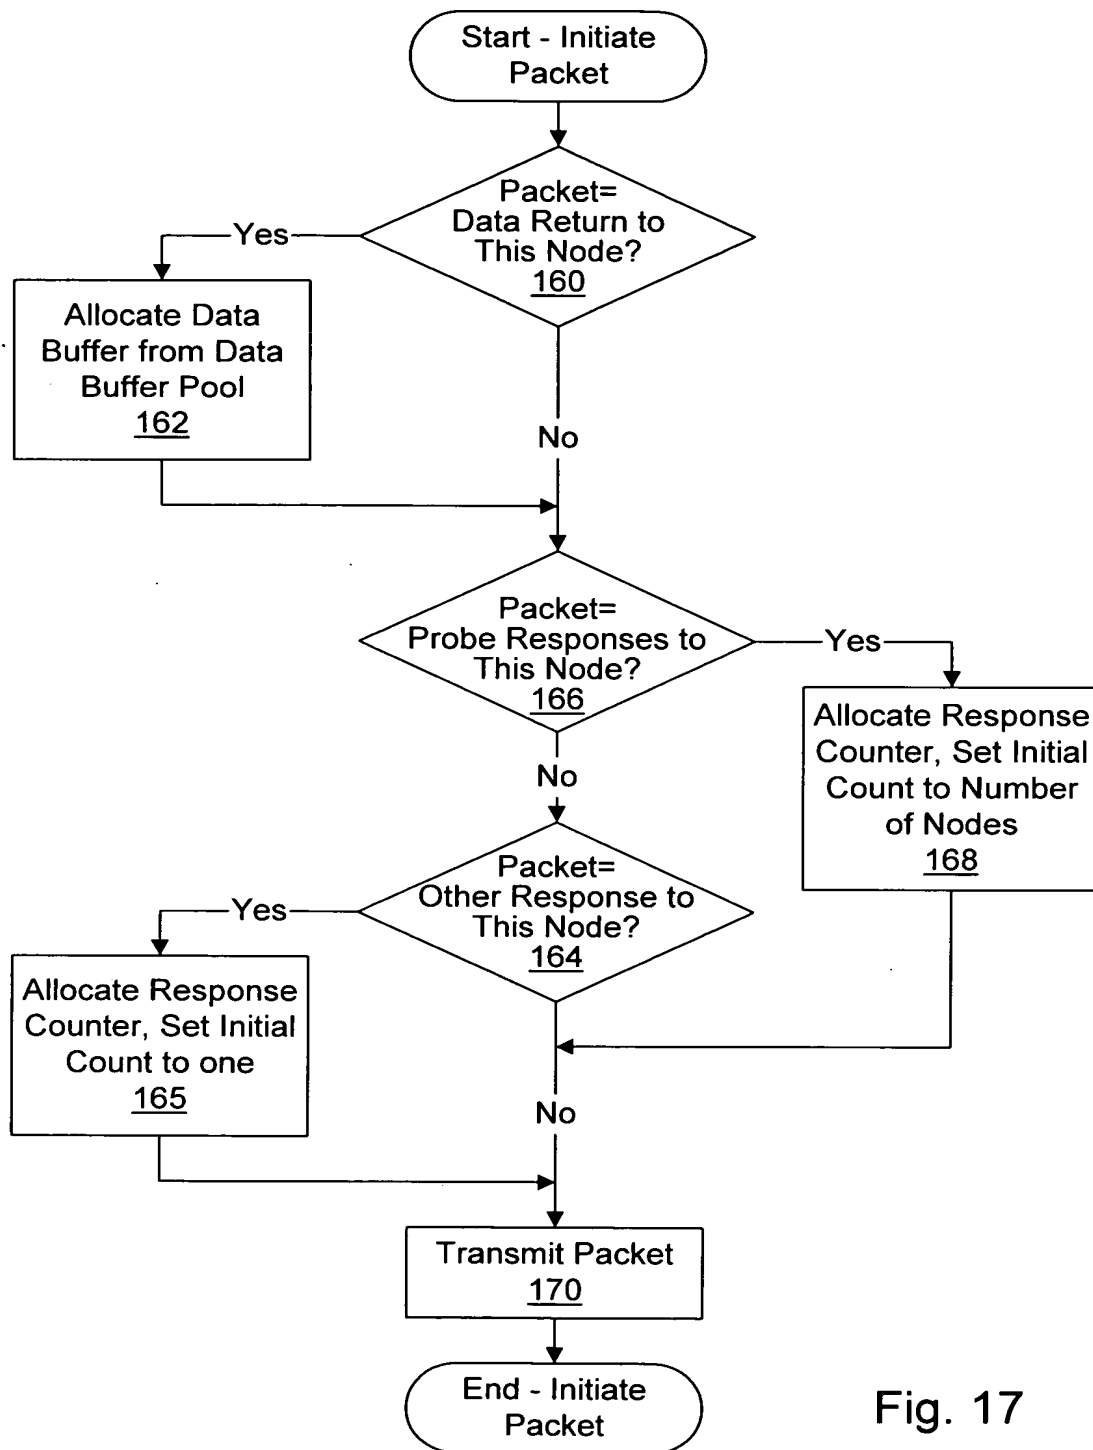 Start - Initiate
Packet
Packet=
Data Return to
This Node?
160
Yes
Allocate Data
Buffer from Data
Buffer Pool
162
No
Packet=
Probe Responses to
This Node?
166
Yes
Allocate Response
Counter, Set Initial
Count to Number
of Nodes
168
No
Packet=
Other Response to
This Node?
164
Yes
Allocate Response
Counter, Set Initial
Count to one
165
No
Transmit Packet
170
End - Initiate
Packet
Fig. 17